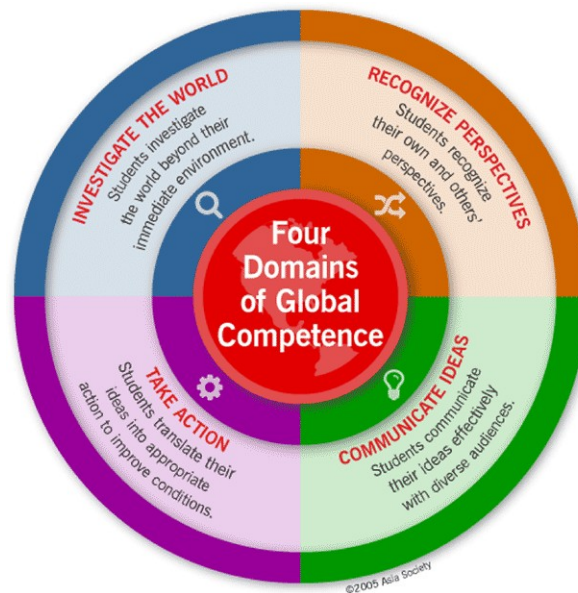 INVESTIGATE THE WORLD
Students investigate
the world beyond their
immediate environment.
RECOGNIZE PERSPECTIVES
Students recognize
their own and others'
perspectives.
Four
Domains
of Global
Competence
TAKE ACTION
Students translate their
ideas into appropriate
action to improve conditions.
COMMUNICATE IDEAS
Students communicate
their ideas effectively
with diverse audiences.
©2005 Asia Society